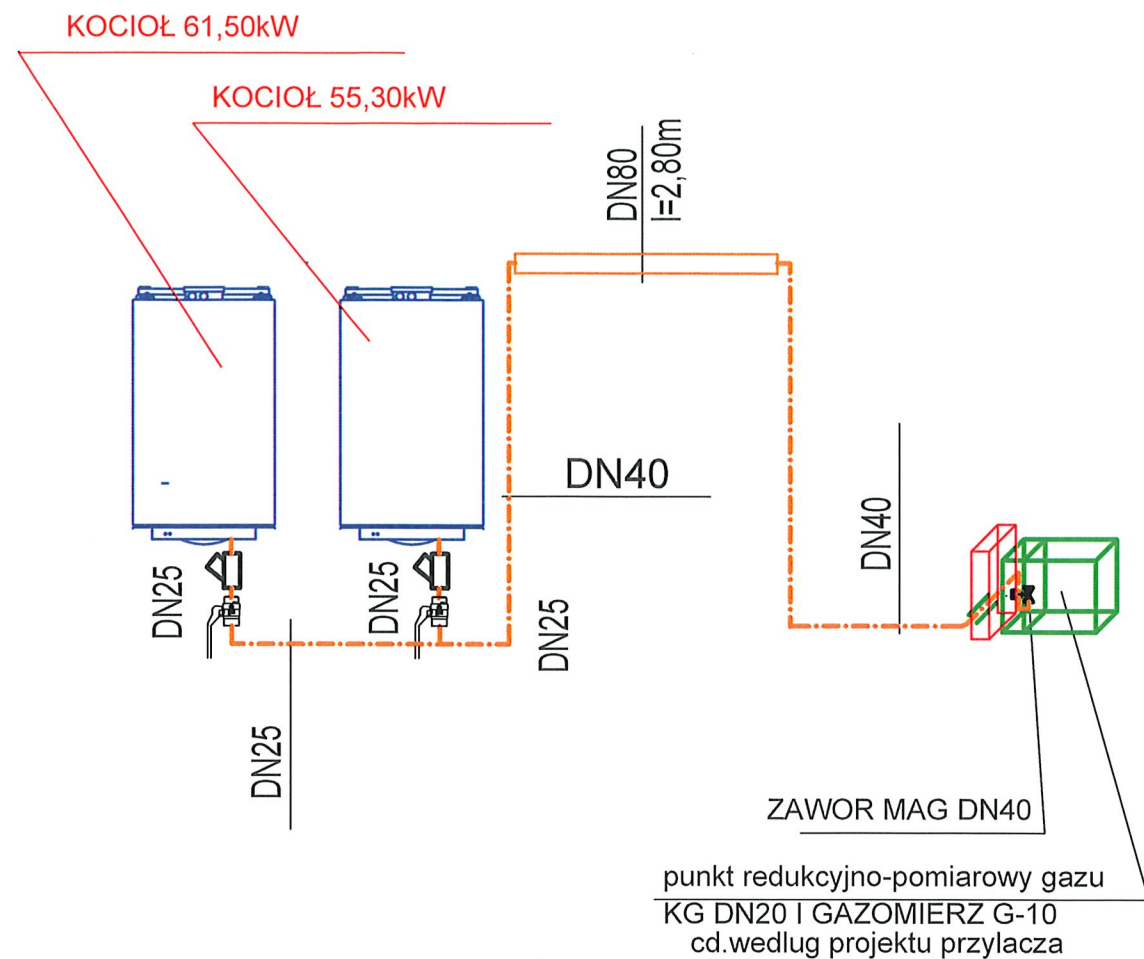 KOCIOŁ 61,50kW
KOCIOŁ 55,30kW
DN80
l=2,80m
DN40
DN40
DN25
DN25
DN25
DN25
ZAWOR MAG DN40
punkt redukcyjno-pomiarowy gazu
KG DN20 I GAZOMIERZ G-10
cd.wedlug projektu przylacza